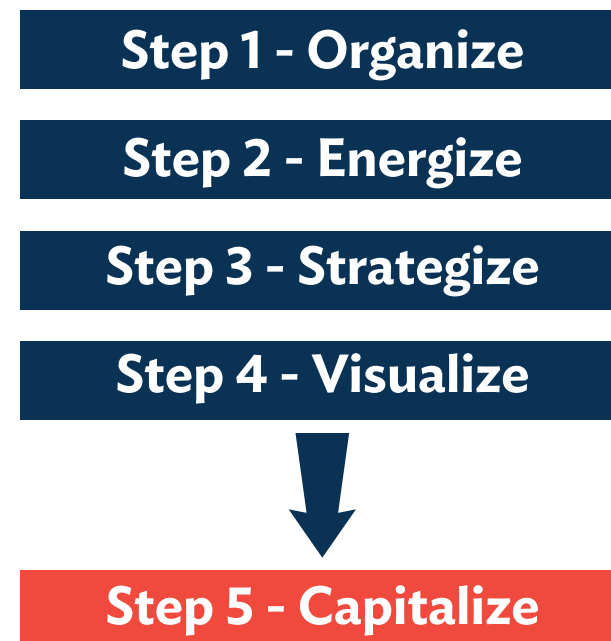 Step 1 - Organize
Step 2 - Energize
Step 3 - Strategize
Step 4 - Visualize
Step 5 - Capitalize